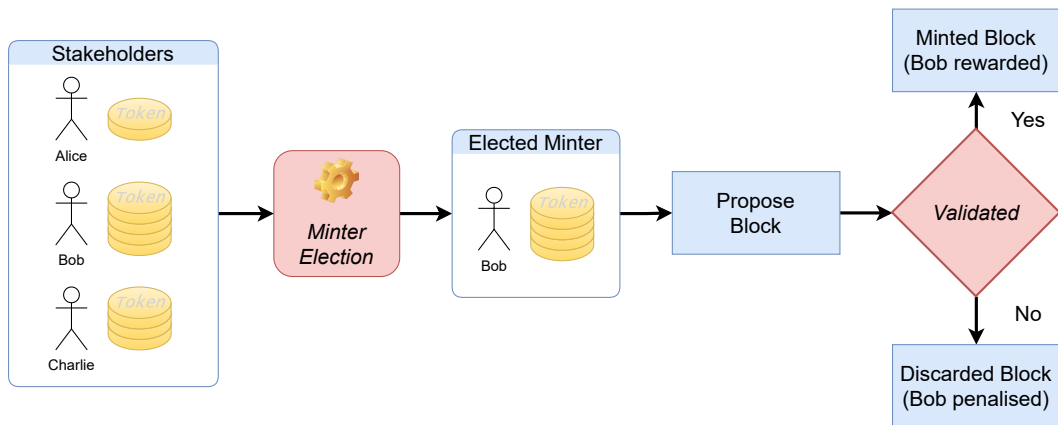 Stakeholders
Token
Alice
Token
Bob
Token
Charlie
Minter
Election
Elected Minter
Token
Bob
Propose
Block
Validated
Yes
Minted Block
(Bob rewarded)
No
Discarded Block
(Bob penalised)